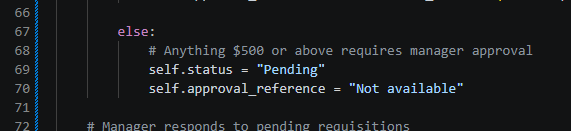 66
67 else:
68 # Anything $500 or above requires manager approval
69 self.status = "Pending"
70 self.approval_reference = "Not available"
71
72 # Manager responds to pending requisitions